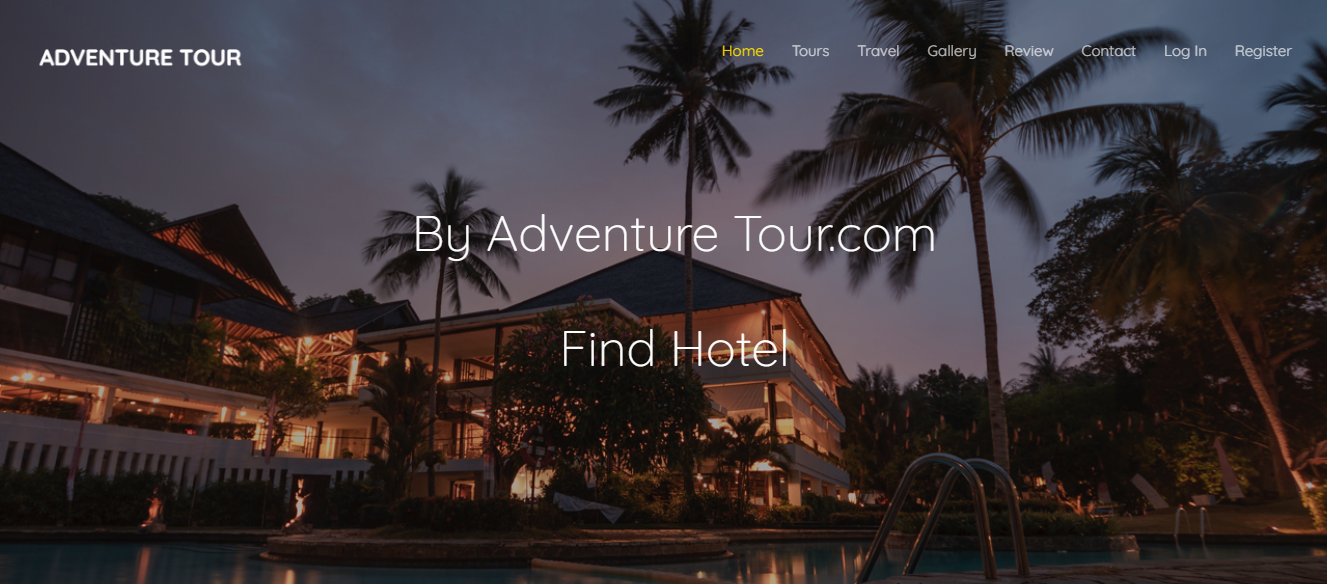 ADVENTURE TOUR
Home Tours Travel Gallery Review Contact Log In Register
By Adventure Tour.com
Find Hotel